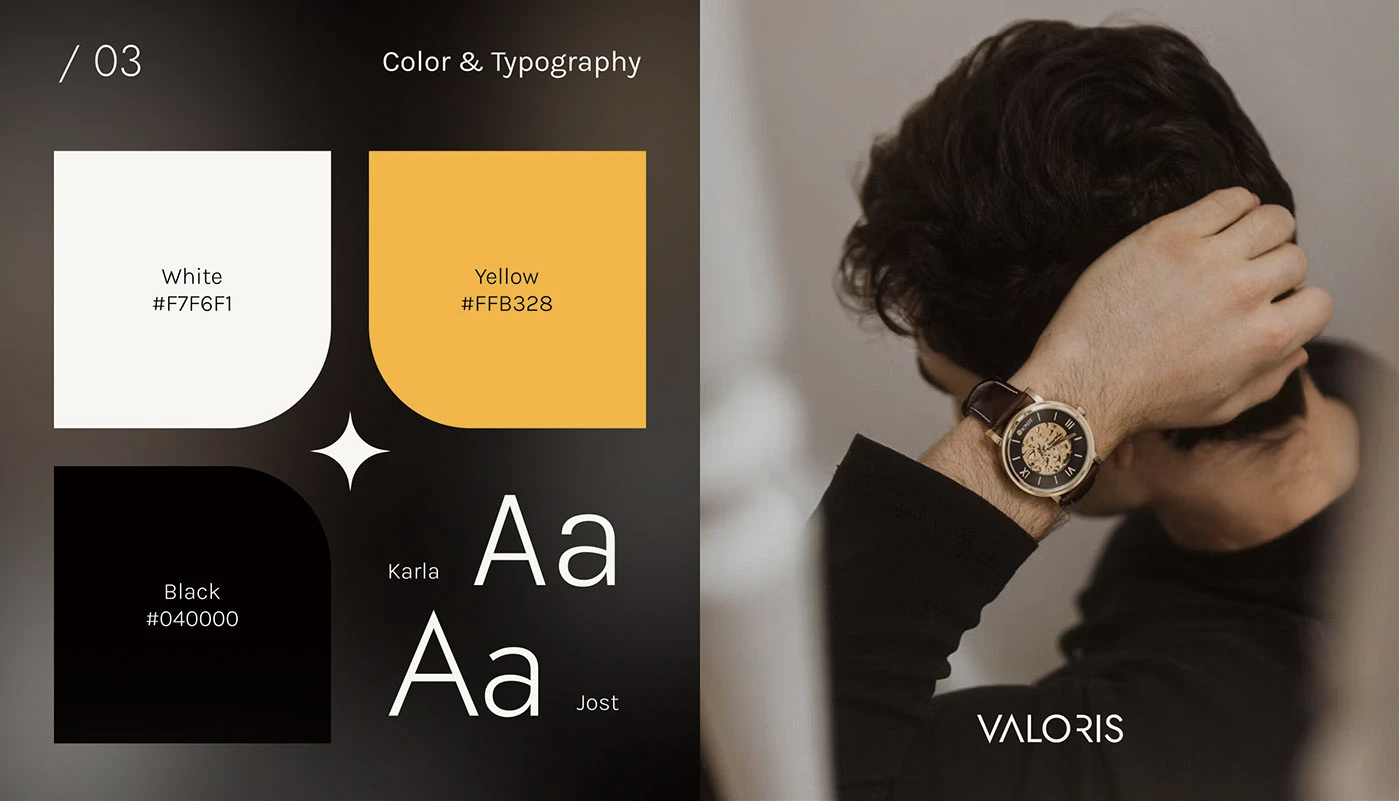 / 03
Color & Typography
White
#F7F6F1
Yellow
#FFB328
Black
#040000
Karla
Aa
Aa
Jost
VALORIS